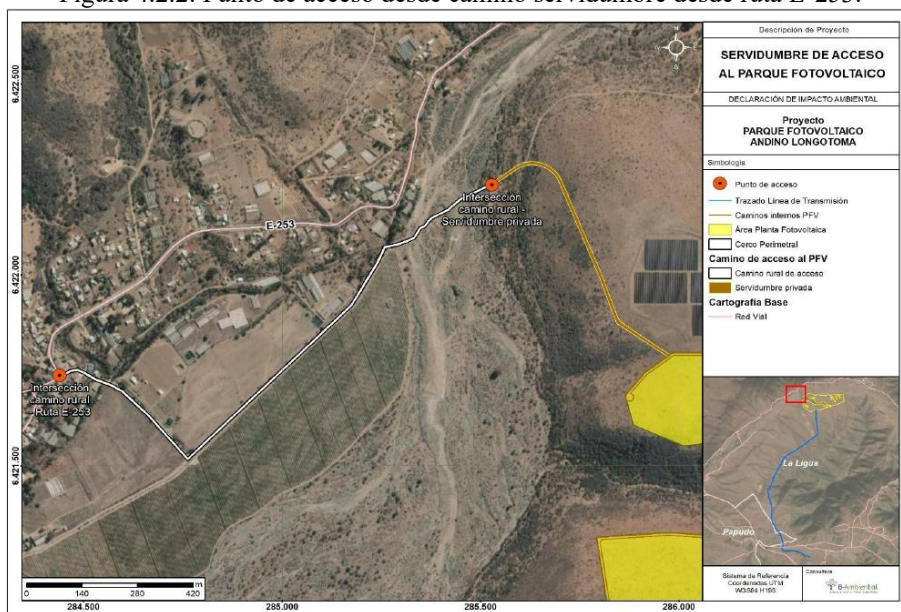 Figura 4.2.2. Punto de acceso desde camino servidumbre desde ruta E-253.
Descripción de Proyecto
SERVIDUMBRE DE ACCESO
AL PARQUE FOTOVOLTAICO
DECLARACIÓN DE IMPACTO AMBIENTAL
Proyecto
PARQUE FOTOVOLTAICO
ANDINO LONGOTOMA
Simbología
Punto de acceso
Trazado Línea de Transmisión
Caminos internos PFV
Área Planta Fotovoltaica
Cerco Perimetral
Camino de acceso al PFV
Camino rural de acceso
Servidumbre privada
Cartografía Base
Red Vial
La Ligua
Papudo
Sistema de Referencia
Coordenadas UTM
WGS84 H19S
Consultora
B-Ambiental
6.422.500
6.422.000
6.421.500
Intersección
camino rural -
Servidumbre privada
E-253
Intersección
camino rural -
Ruta E-253
0 140 280 420
m
284.500 285.000 285.500 286.000